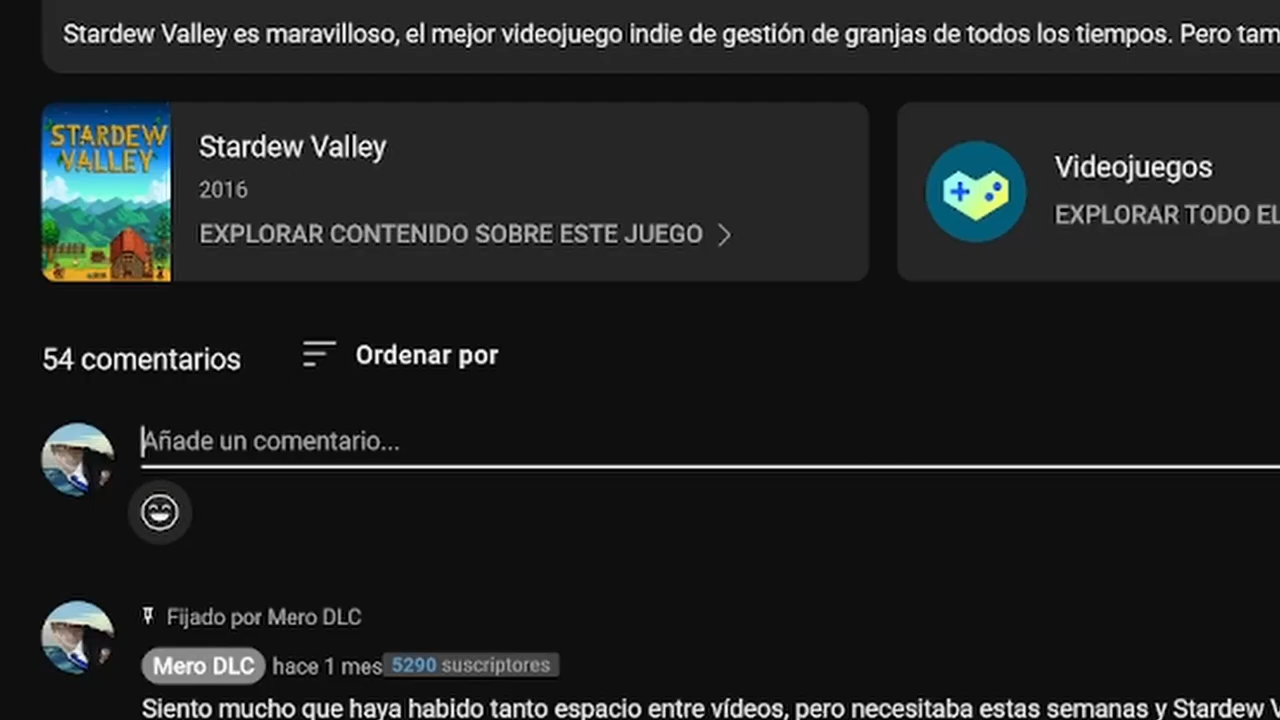 Stardew Valley es maravilloso, el mejor videojuego indie de gestión de granjas de todos los tiempos. Pero tam
STARDEW
VALLEY
Stardew Valley
2016
EXPLORAR CONTENIDO SOBRE ESTE JUEGO
Videojuegos
EXPLORAR TODO EL
54 comentarios
Ordenar por
Añade un comentario...
Fijado por Mero DLC
Mero DLC hace 1 mes 5290 suscriptores
Siento mucho que haya habido tanto espacio entre vídeos, pero necesitaba estas semanas y Stardew V